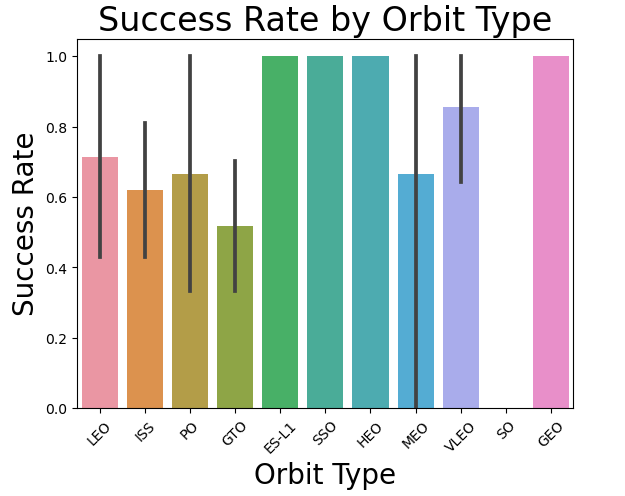 Success Rate by Orbit Type
Success Rate
1.0
0.8
0.6
0.4
0.2
0.0
LEO
ISS
PO
GTO
ES-L1
SSO
HEO
MEO
VLEO
SO
GEO
Orbit Type